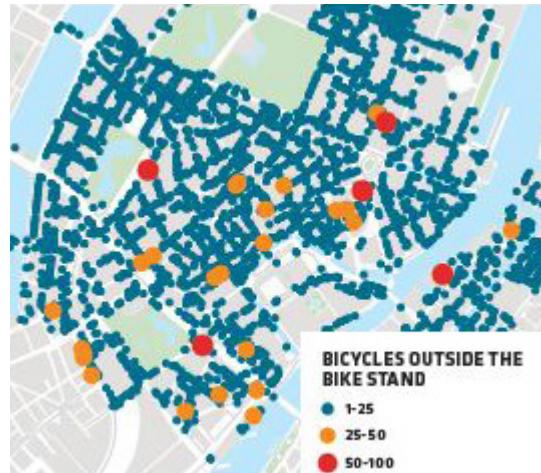 BICYCLES OUTSIDE THE
BIKE STAND
1-25
25-50
50-100